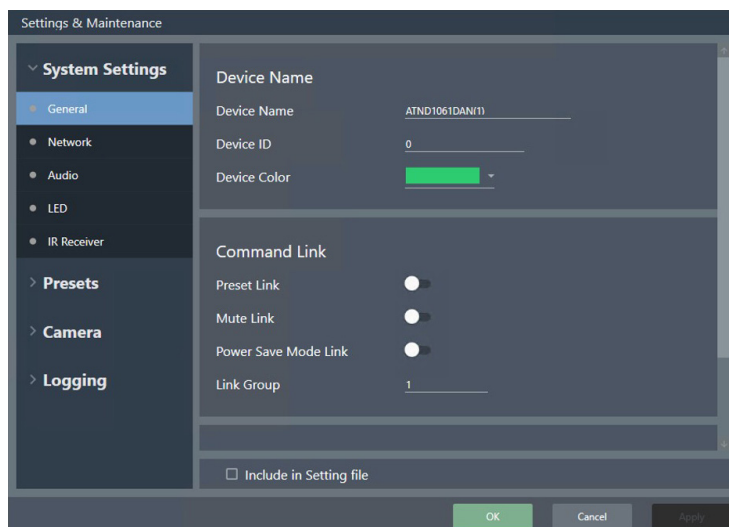 Settings & Maintenance
System Settings
General
Network
Audio
LED
IR Receiver
Presets
Camera
Logging
Device Name
Device Name ATND1061DAN(1)
Device ID 0
Device Color
Command Link
Preset Link
Mute Link
Power Save Mode Link
Link Group 1
Include in Setting file
OK Cancel Apply